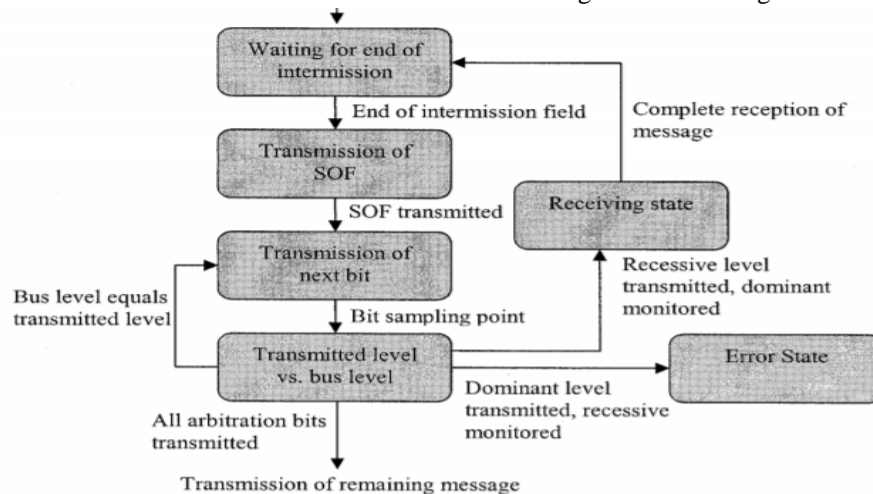 Waiting for end of
intermission
End of intermission field
Complete reception of
message
Transmission of
SOF
Receiving state
SOF transmitted
Transmission of
next bit
Recessive level
transmitted, dominant
monitored
Bus level equals
transmitted level
Bit sampling point
Transmitted level
vs. bus level
Error State
Dominant level
transmitted, recessive
monitored
All arbitration bits
transmitted
Transmission of remaining message